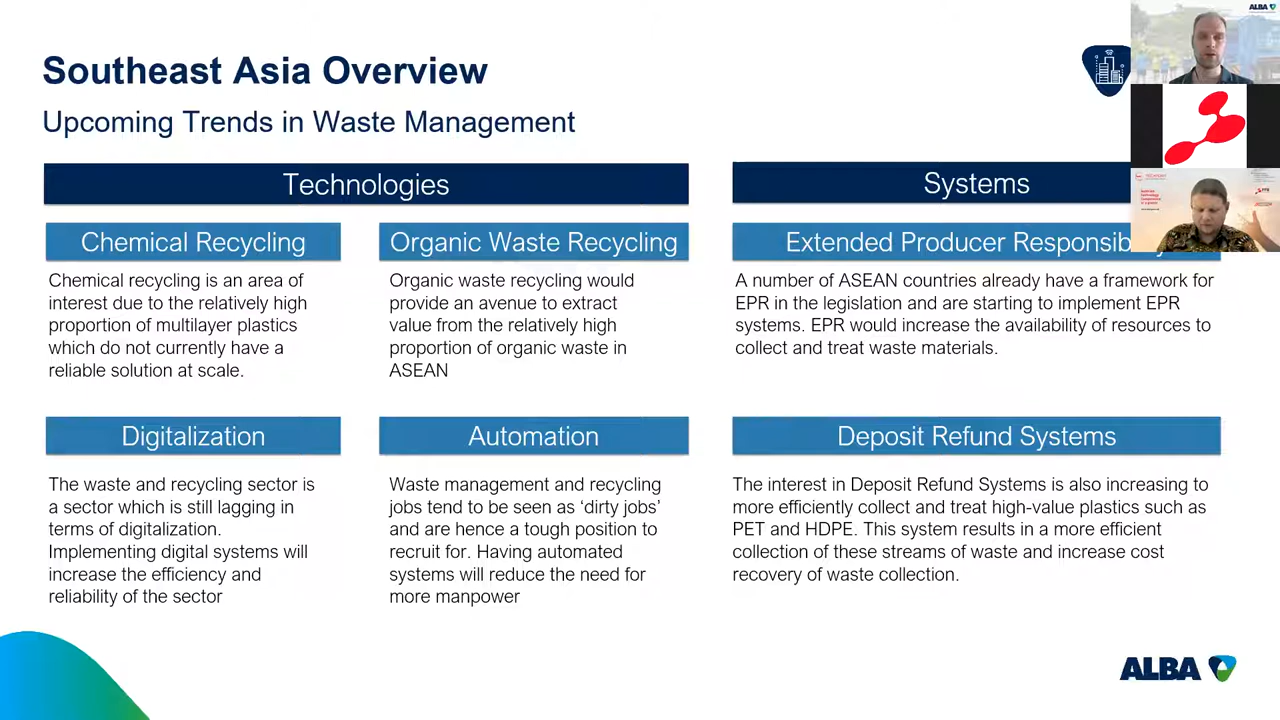 Southeast Asia Overview
Upcoming Trends in Waste Management
Technologies
Chemical Recycling
Chemical recycling is an area of
interest due to the relatively high
proportion of multilayer plastics
which do not currently have a
reliable solution at scale.
Organic Waste Recycling
Organic waste recycling would
provide an avenue to extract
value from the relatively high
proportion of organic waste in
ASEAN
Digitalization
The waste and recycling sector is
a sector which is still lagging in
terms of digitalization.
Implementing digital systems will
increase the efficiency and
reliability of the sector
Automation
Waste management and recycling
jobs tend to be seen as ‘dirty jobs’
and are hence a tough position to
recruit for. Having automated
systems will reduce the need for
more manpower
Systems
Extended Producer
A number of ASEAN countries already have a framework for
EPR in the legislation and are starting to implement EPR
systems. EPR would increase the availability of resources to
collect and treat waste materials.
Deposit Refund Systems
The interest in Deposit Refund Systems is also increasing to
more efficiently collect and treat high-value plastics such as
PET and HDPE. This system results in a more efficient
collection of these streams of waste and increase cost
recovery of waste collection.
ALBA
ALBA